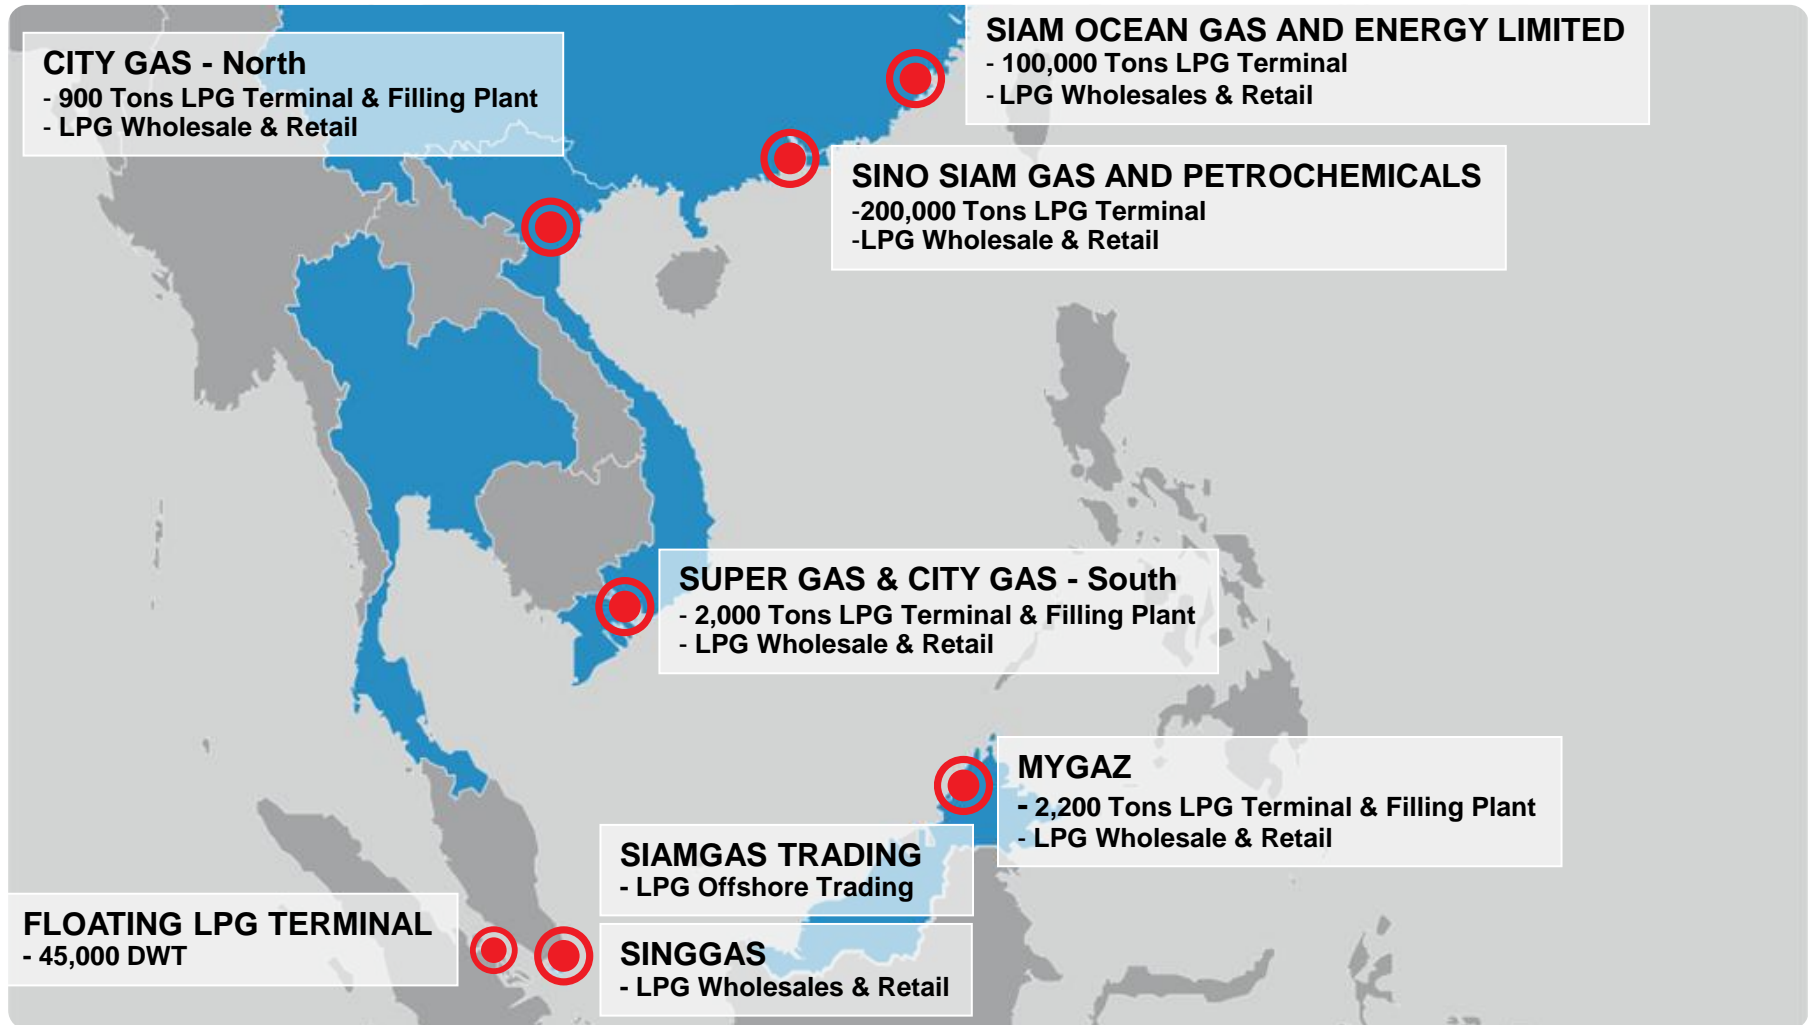 CITY GAS - North
- 900 Tons LPG Terminal & Filling Plant
- LPG Wholesale & Retail
SIAM OCEAN GAS AND ENERGY LIMITED
- 100,000 Tons LPG Terminal
- LPG Wholesales & Retail
SINO SIAM GAS AND PETROCHEMICALS
-200,000 Tons LPG Terminal
-LPG Wholesale & Retail
SUPER GAS & CITY GAS - South
- 2,000 Tons LPG Terminal & Filling Plant
- LPG Wholesale & Retail
MYGAZ
- 2,200 Tons LPG Terminal & Filling Plant
- LPG Wholesale & Retail
SIAMGAS TRADING
- LPG Offshore Trading
FLOATING LPG TERMINAL
- 45,000 DWT
SINGGAS
- LPG Wholesales & Retail